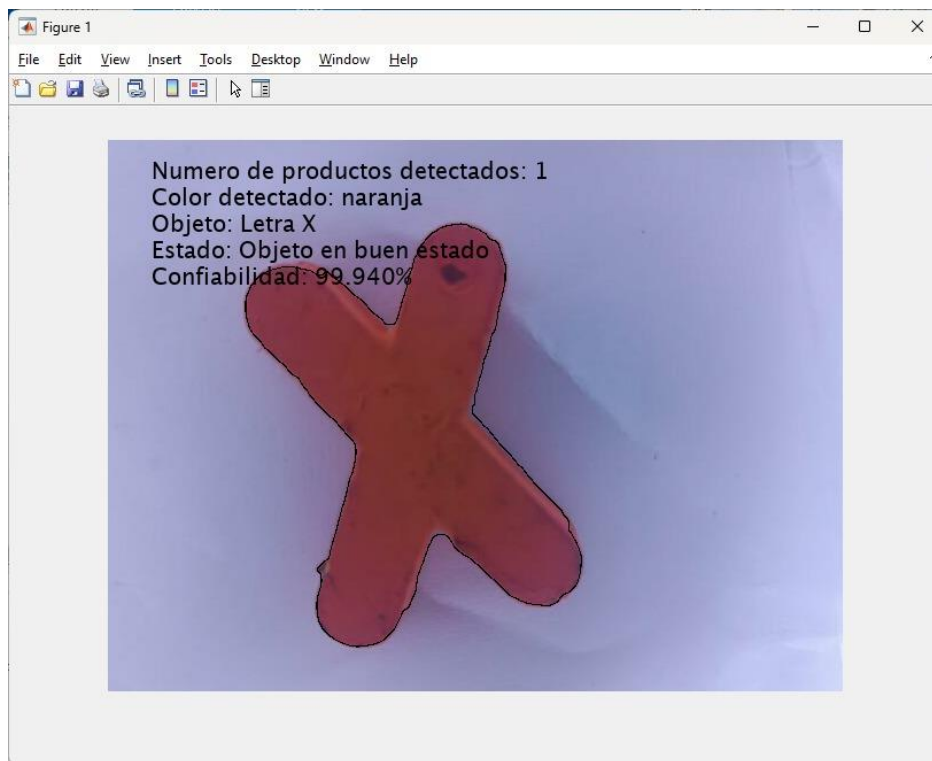 Figure 1
File Edit View Insert Tools Desktop Window Help
Numero de productos detectados: 1
Color detectado: naranja
Objeto: Letra X
Estado: Objeto en buen estado
Confiabilidad: 99.940%